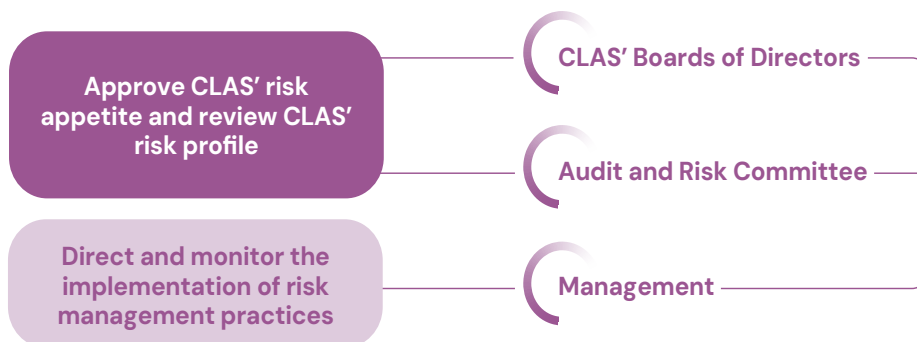 Approve CLAS’ risk
appetite and review CLAS’
risk profile
CLAS’ Boards of Directors
Audit and Risk Committee
Direct and monitor the
implementation of risk
management practices
Management